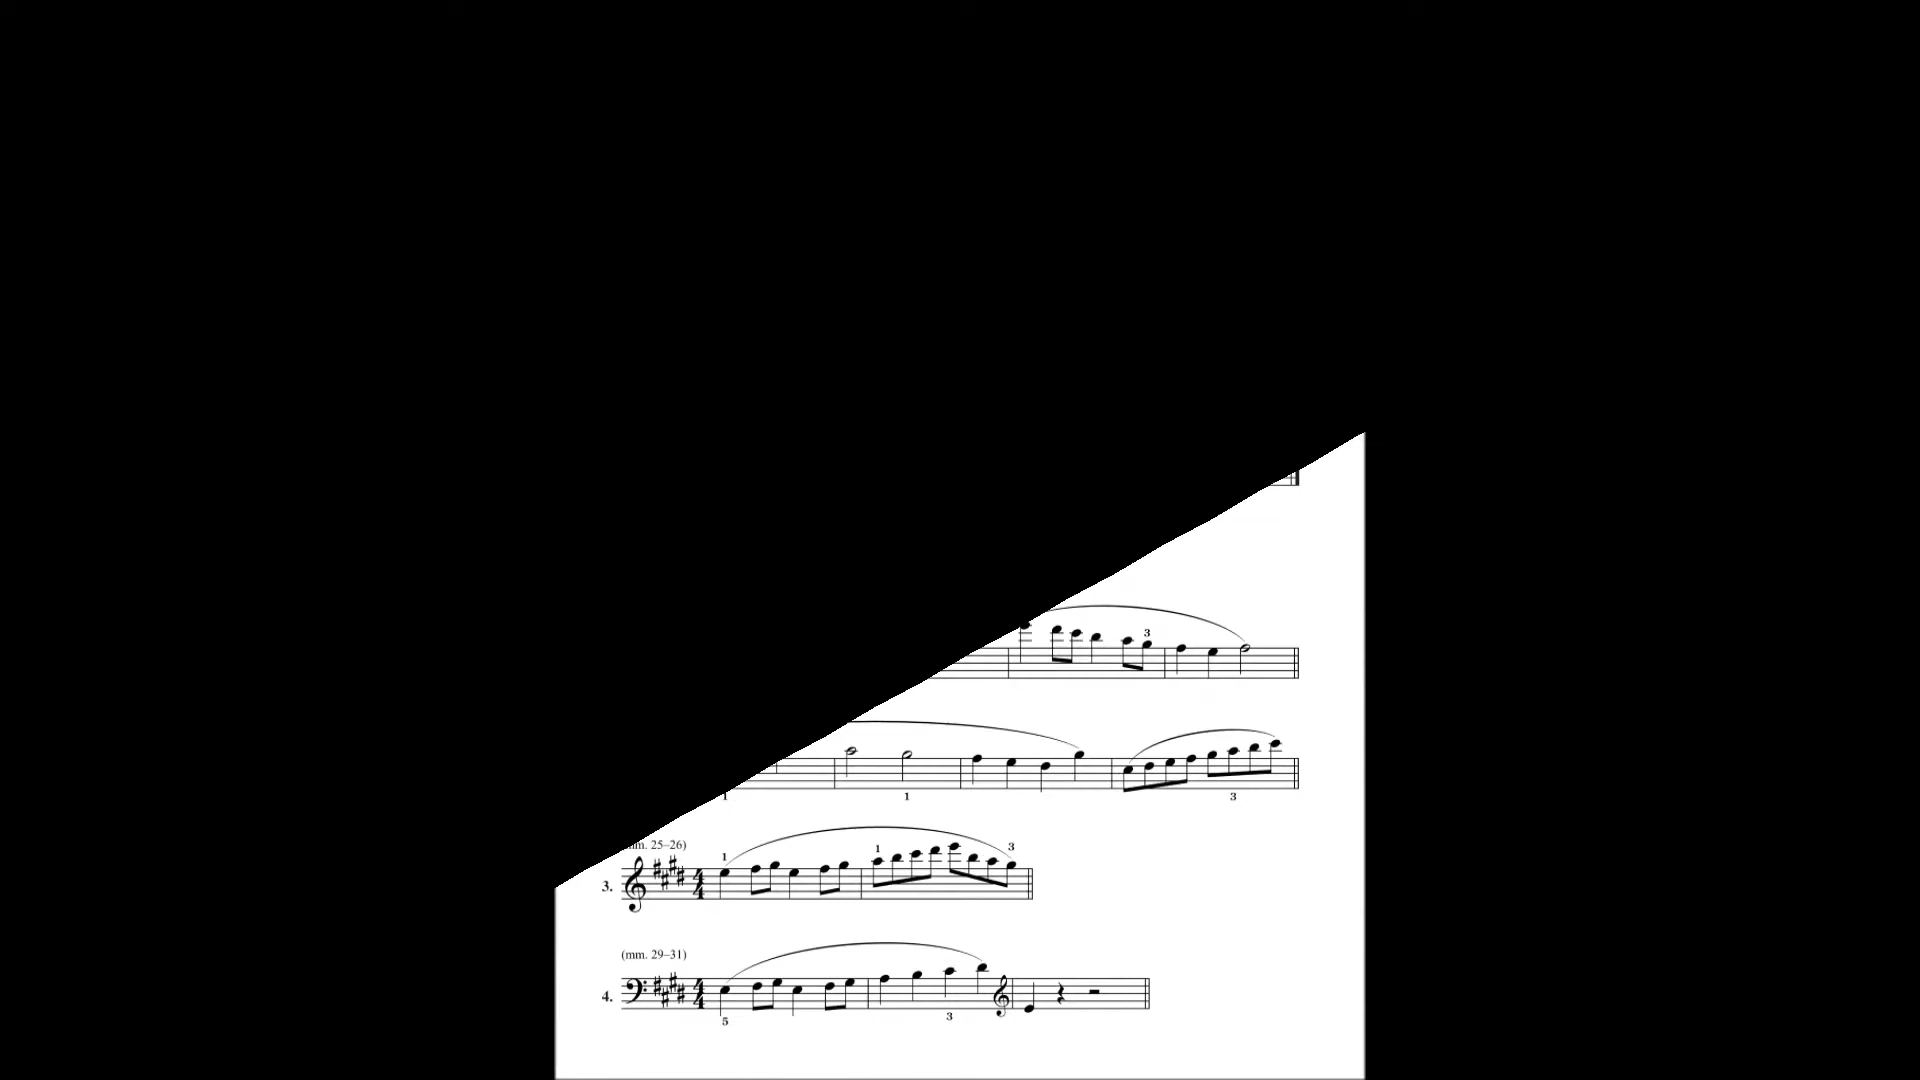 3
1 1 3
mm. 25–26)
1 1 3
3.
(mm. 29–31)
4.
5 3